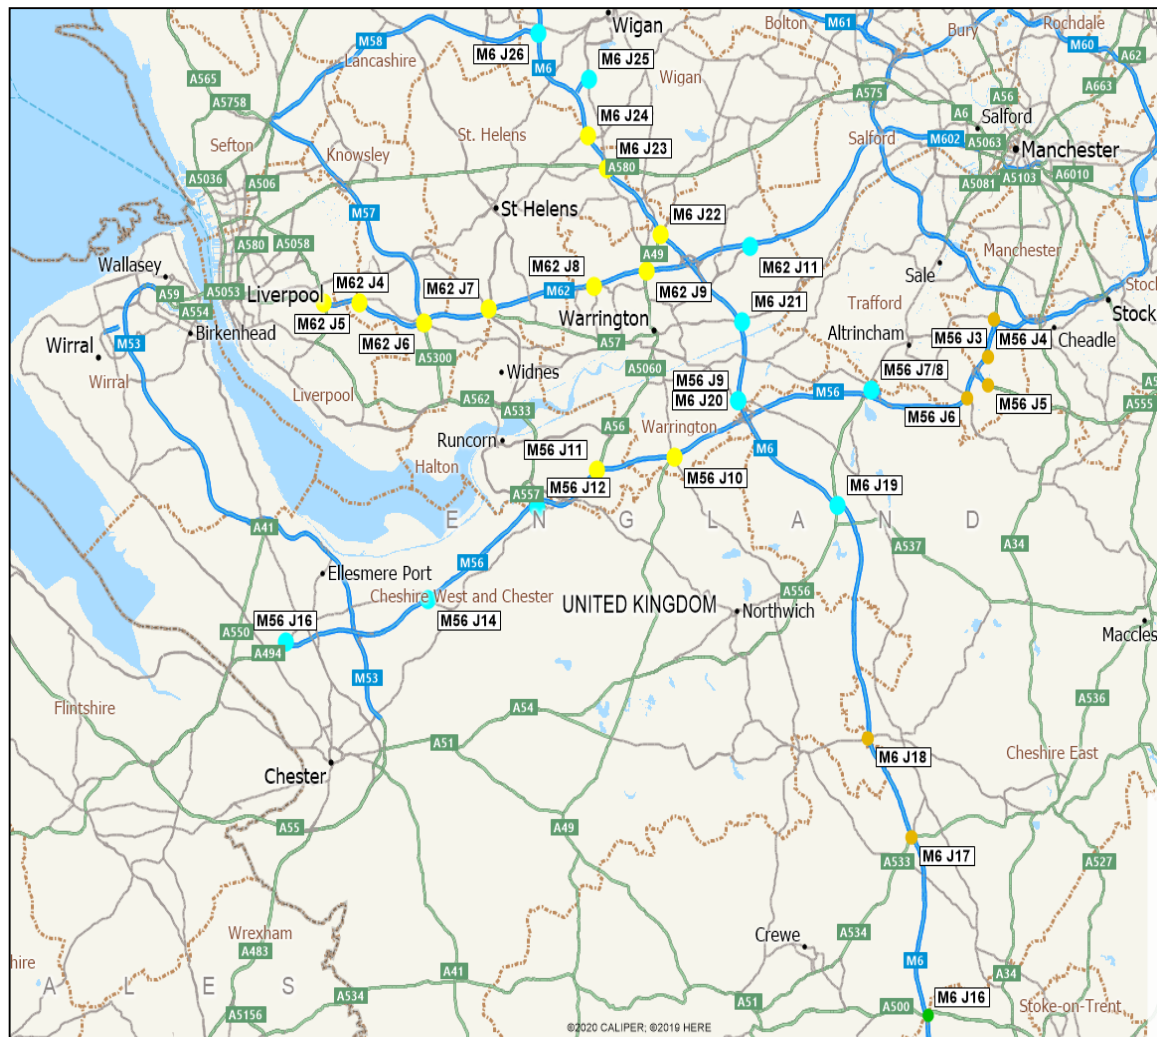 Wigan
M61
Bolton
Bury
Rochdale
M58
M6 J26
M60
A62
Lancashire
M6
M6 J25
A565
Wigan
A575
A56
A663
A5758
St. Helens
M6 J24
A6
Salford
Sefton
Knowsley
M6 J23
Salford
M602
A5063
Manchester
A5036
A506
A580
A5081
A5103
A6010
M57
St Helens
M6 J22
A580
A5058
A49
Manchester
Wallasey
M62 J8
M62 J11
Sale
A59
A5053
Liverpool
M62 J4
M62 J7
M62
M62 J9
Stock
A554
M62 J5
Warrington
M6 J21
Trafford
Stock
Birkenhead
M62 J6
A57
Altrincham
M56 J3
M56 J4
Cheadle
M53
Wirral
A5300
A5060
M56 J9
M56 J7/8
Wirral
Widnes
M6 J20
M56
M56 J6
M56 J5
A555
A5
Liverpool
A562
A533
A56
Warrington
Runcorn
M56 J11
M6
Halton
M56 J12
M56 J10
A557
M6 J19
E N G L A N D
A41
A537
A34
M56
Ellesmere Port
A556
Cheshire West and Chester
UNITED KINGDOM
Northwich
M56 J16
M56 J14
A550
Maccles
A494
M53
Flintshire
A54
A536
A51
M6 J18
Cheshire East
Chester
A55
A49
M6 J17
A533
A527
Wrexham
A534
Crewe
A483
A41
M6
A34
hire
A L E S
A534
A51
A500
M6 J16
Stoke-on-Trent
A5156
©2020 CALIPER; ©2019 HERE